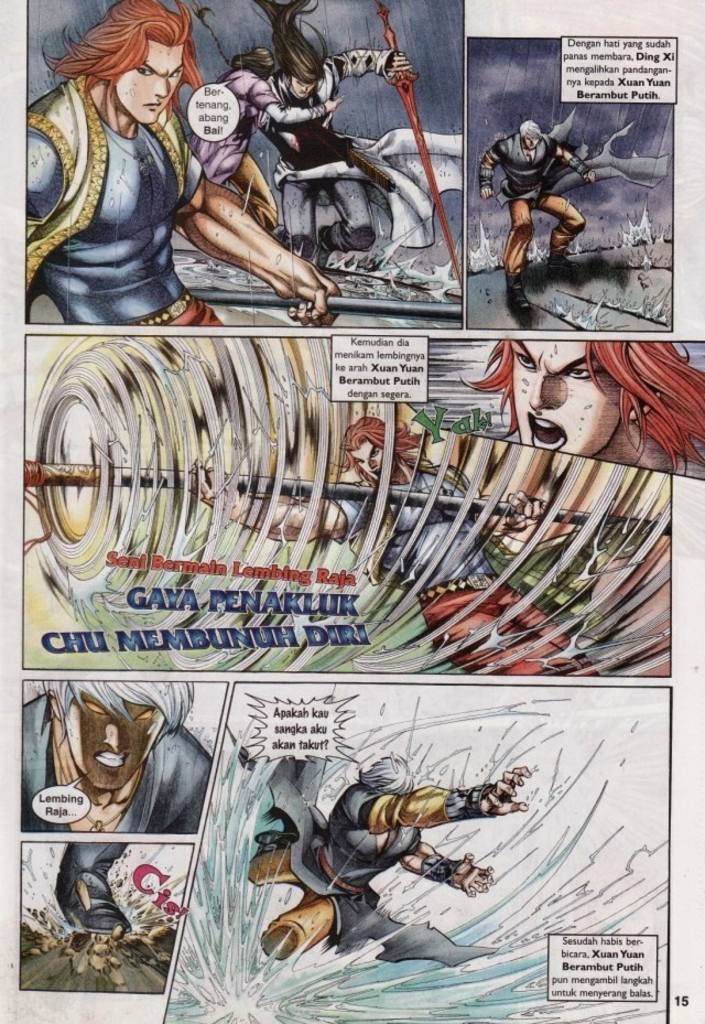 Ber-
tenang,
abang
Bai!
Dengan hati yang sudah
panas membara, Ding Xi
mengalihkan pandangan-
nya kepada Xuan Yuan
Berambut Putih.
Kemudian dia
menikam lembingnya
ke arah Xuan Yuan
Berambut Putih
dengan segera.
Yak!
Seni Bermain Lembing Raja
GAYA PENAKLUK
CHU MEMBUNUH DIRI
Lembing
Raja...
Cis!
Apakah kau
sangka aku
akan takut?
Sesudah habis ber-
bicara, Xuan Yuan
Berambut Putih
pun mengambil langkah
untuk menyerang balas.
15